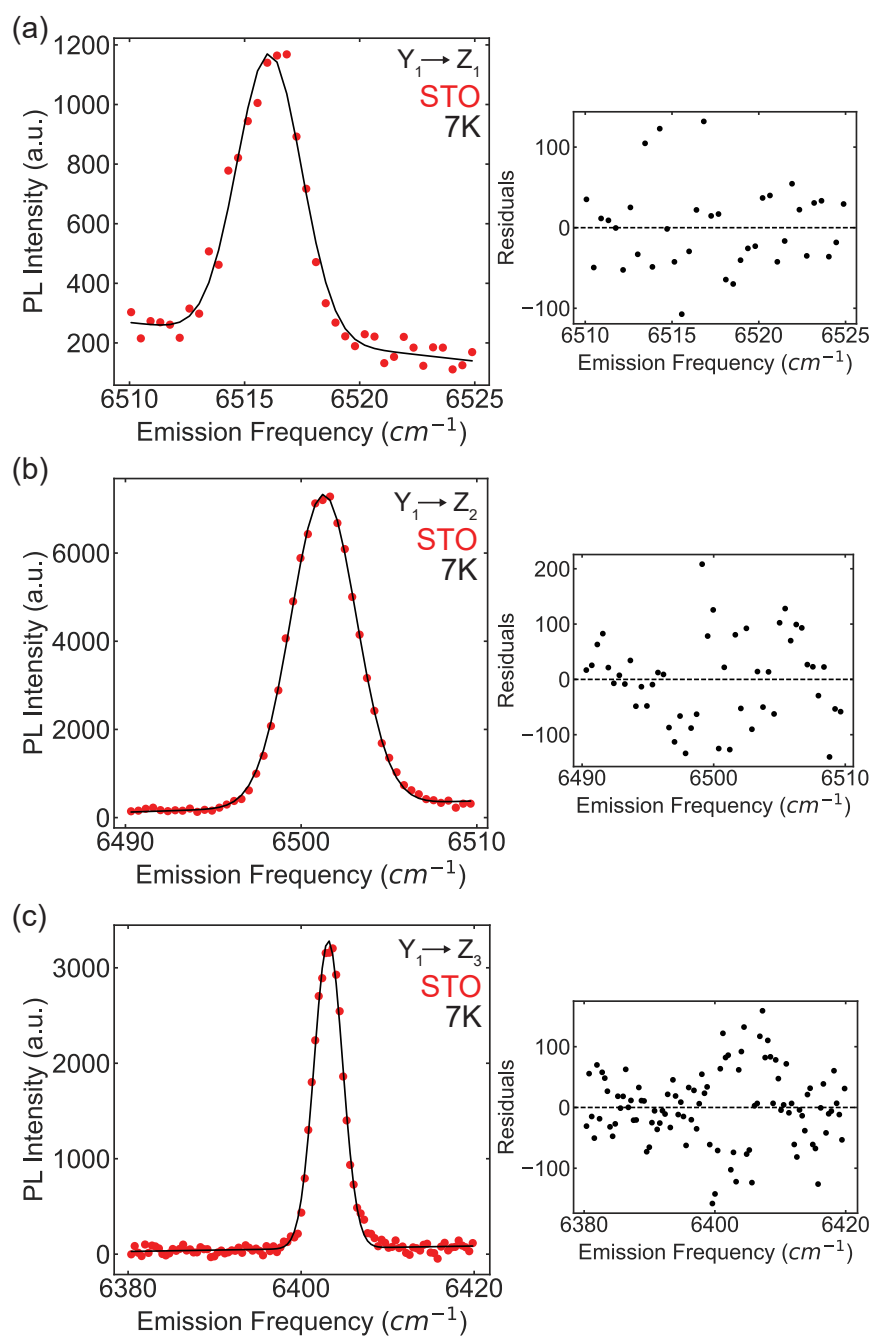 (a)
1200
1000
800
600
400
200
PL Intensity (a.u.)
Y1→Z1
STO
7K
6510 6515 6520 6525
Emission Frequency (cm−1)
100
0
−100
Residuals
6510 6515 6520 6525
Emission Frequency (cm−1)
(b)
6000
4000
2000
0
PL Intensity (a.u.)
Y1→Z2
STO
7K
6490 6500 6510
Emission Frequency (cm−1)
200
100
0
−100
Residuals
6490 6500 6510
Emission Frequency (cm−1)
(c)
3000
2000
1000
0
PL Intensity (a.u.)
Y1→Z3
STO
7K
6380 6400 6420
Emission Frequency (cm−1)
100
0
−100
Residuals
6380 6400 6420
Emission Frequency (cm−1)